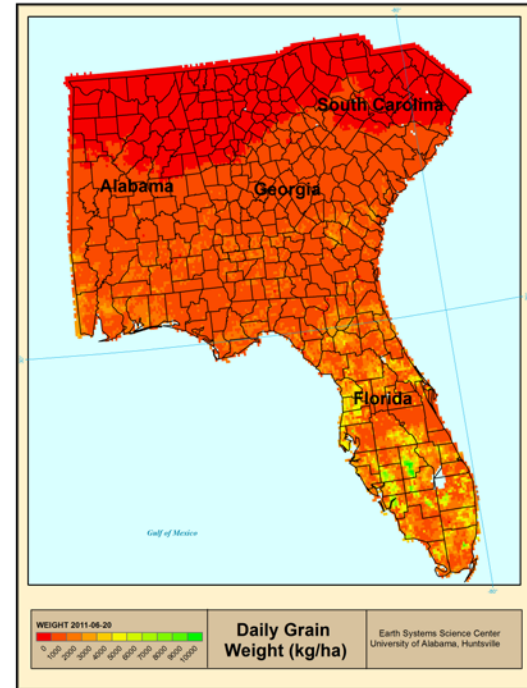 South Carolina
Alabama
Georgia
Florida
Gulf of Mexico
WEIGHT 2011-06-20
0 1000 2000 3000 4000 5000 6000 7000 8000 9000 10000
Daily Grain
Weight (kg/ha)
Earth Systems Science Center
University of Alabama, Huntsville